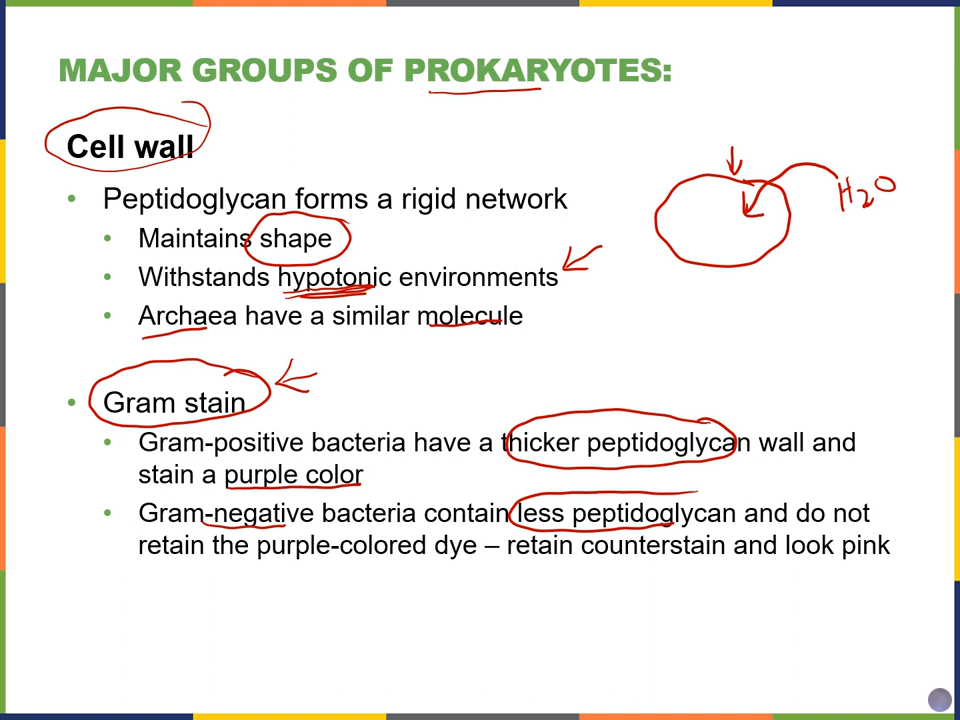 MAJOR GROUPS OF PROKARYOTES:
Cell wall
• Peptidoglycan forms a rigid network
• Maintains shape
• Withstands hypotonic environments
• Archaea have a similar molecule
H2O
• Gram stain
• Gram-positive bacteria have a thicker peptidoglycan wall and
stain a purple color
• Gram-negative bacteria contain less peptidoglycan and do not
retain the purple-colored dye – retain counterstain and look pink